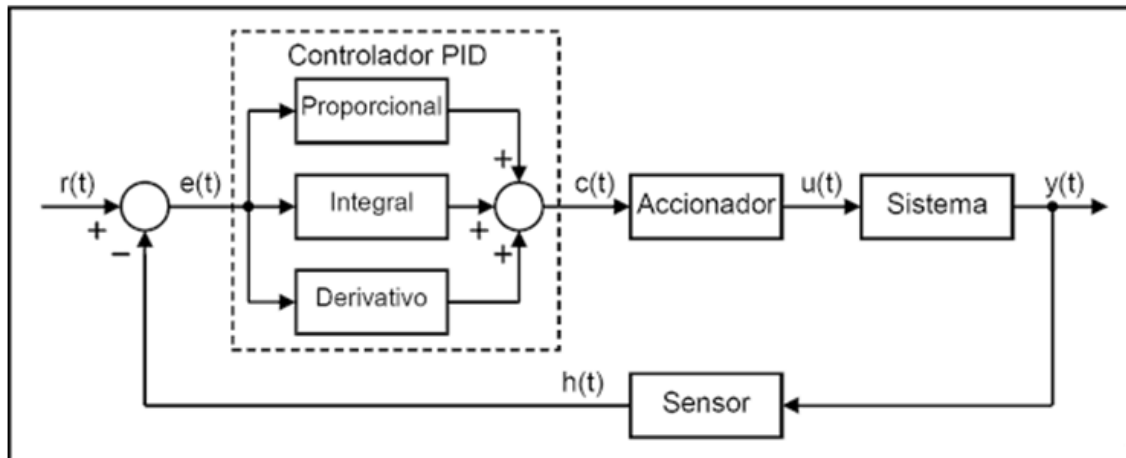 Controlador PID
Proporcional
+
r(t)
e(t)
Integral
c(t)
Accionador
u(t)
Sistema
y(t)
+
+
−
+
Derivativo
h(t)
Sensor